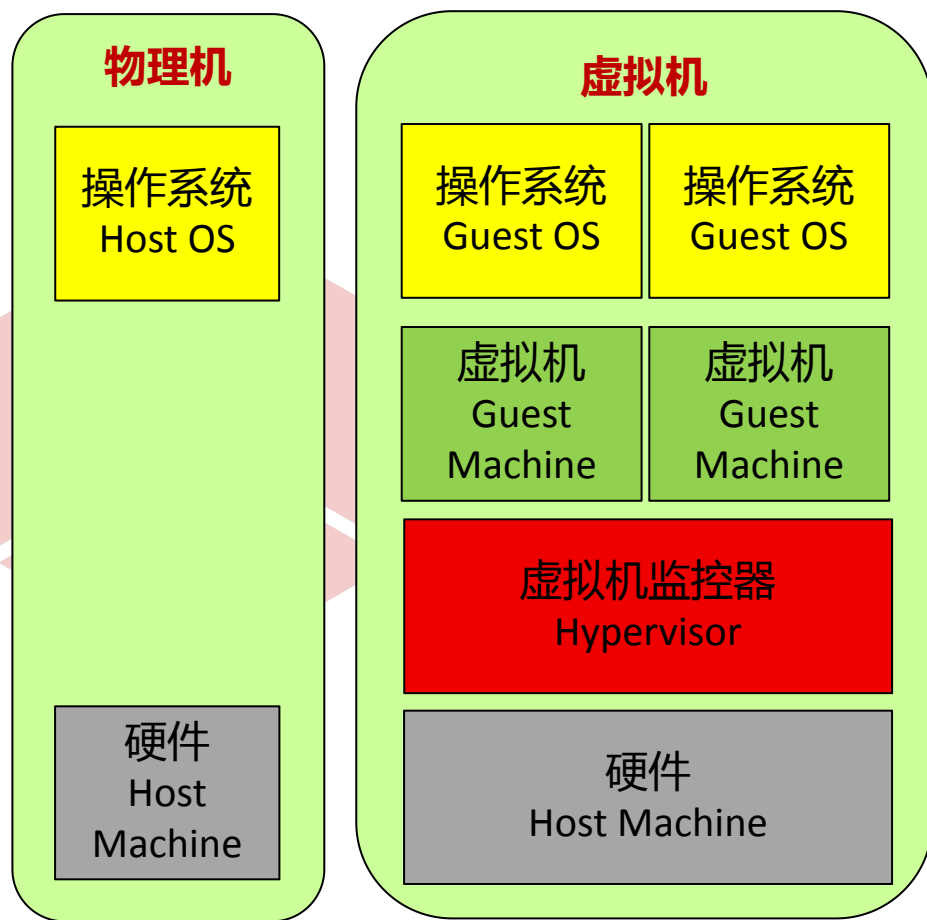 物理机
操作系统
Host OS
硬件
Host
Machine
虚拟机
操作系统
Guest OS
操作系统
Guest OS
虚拟机
Guest
Machine
虚拟机
Guest
Machine
虚拟机监控器
Hypervisor
硬件
Host Machine